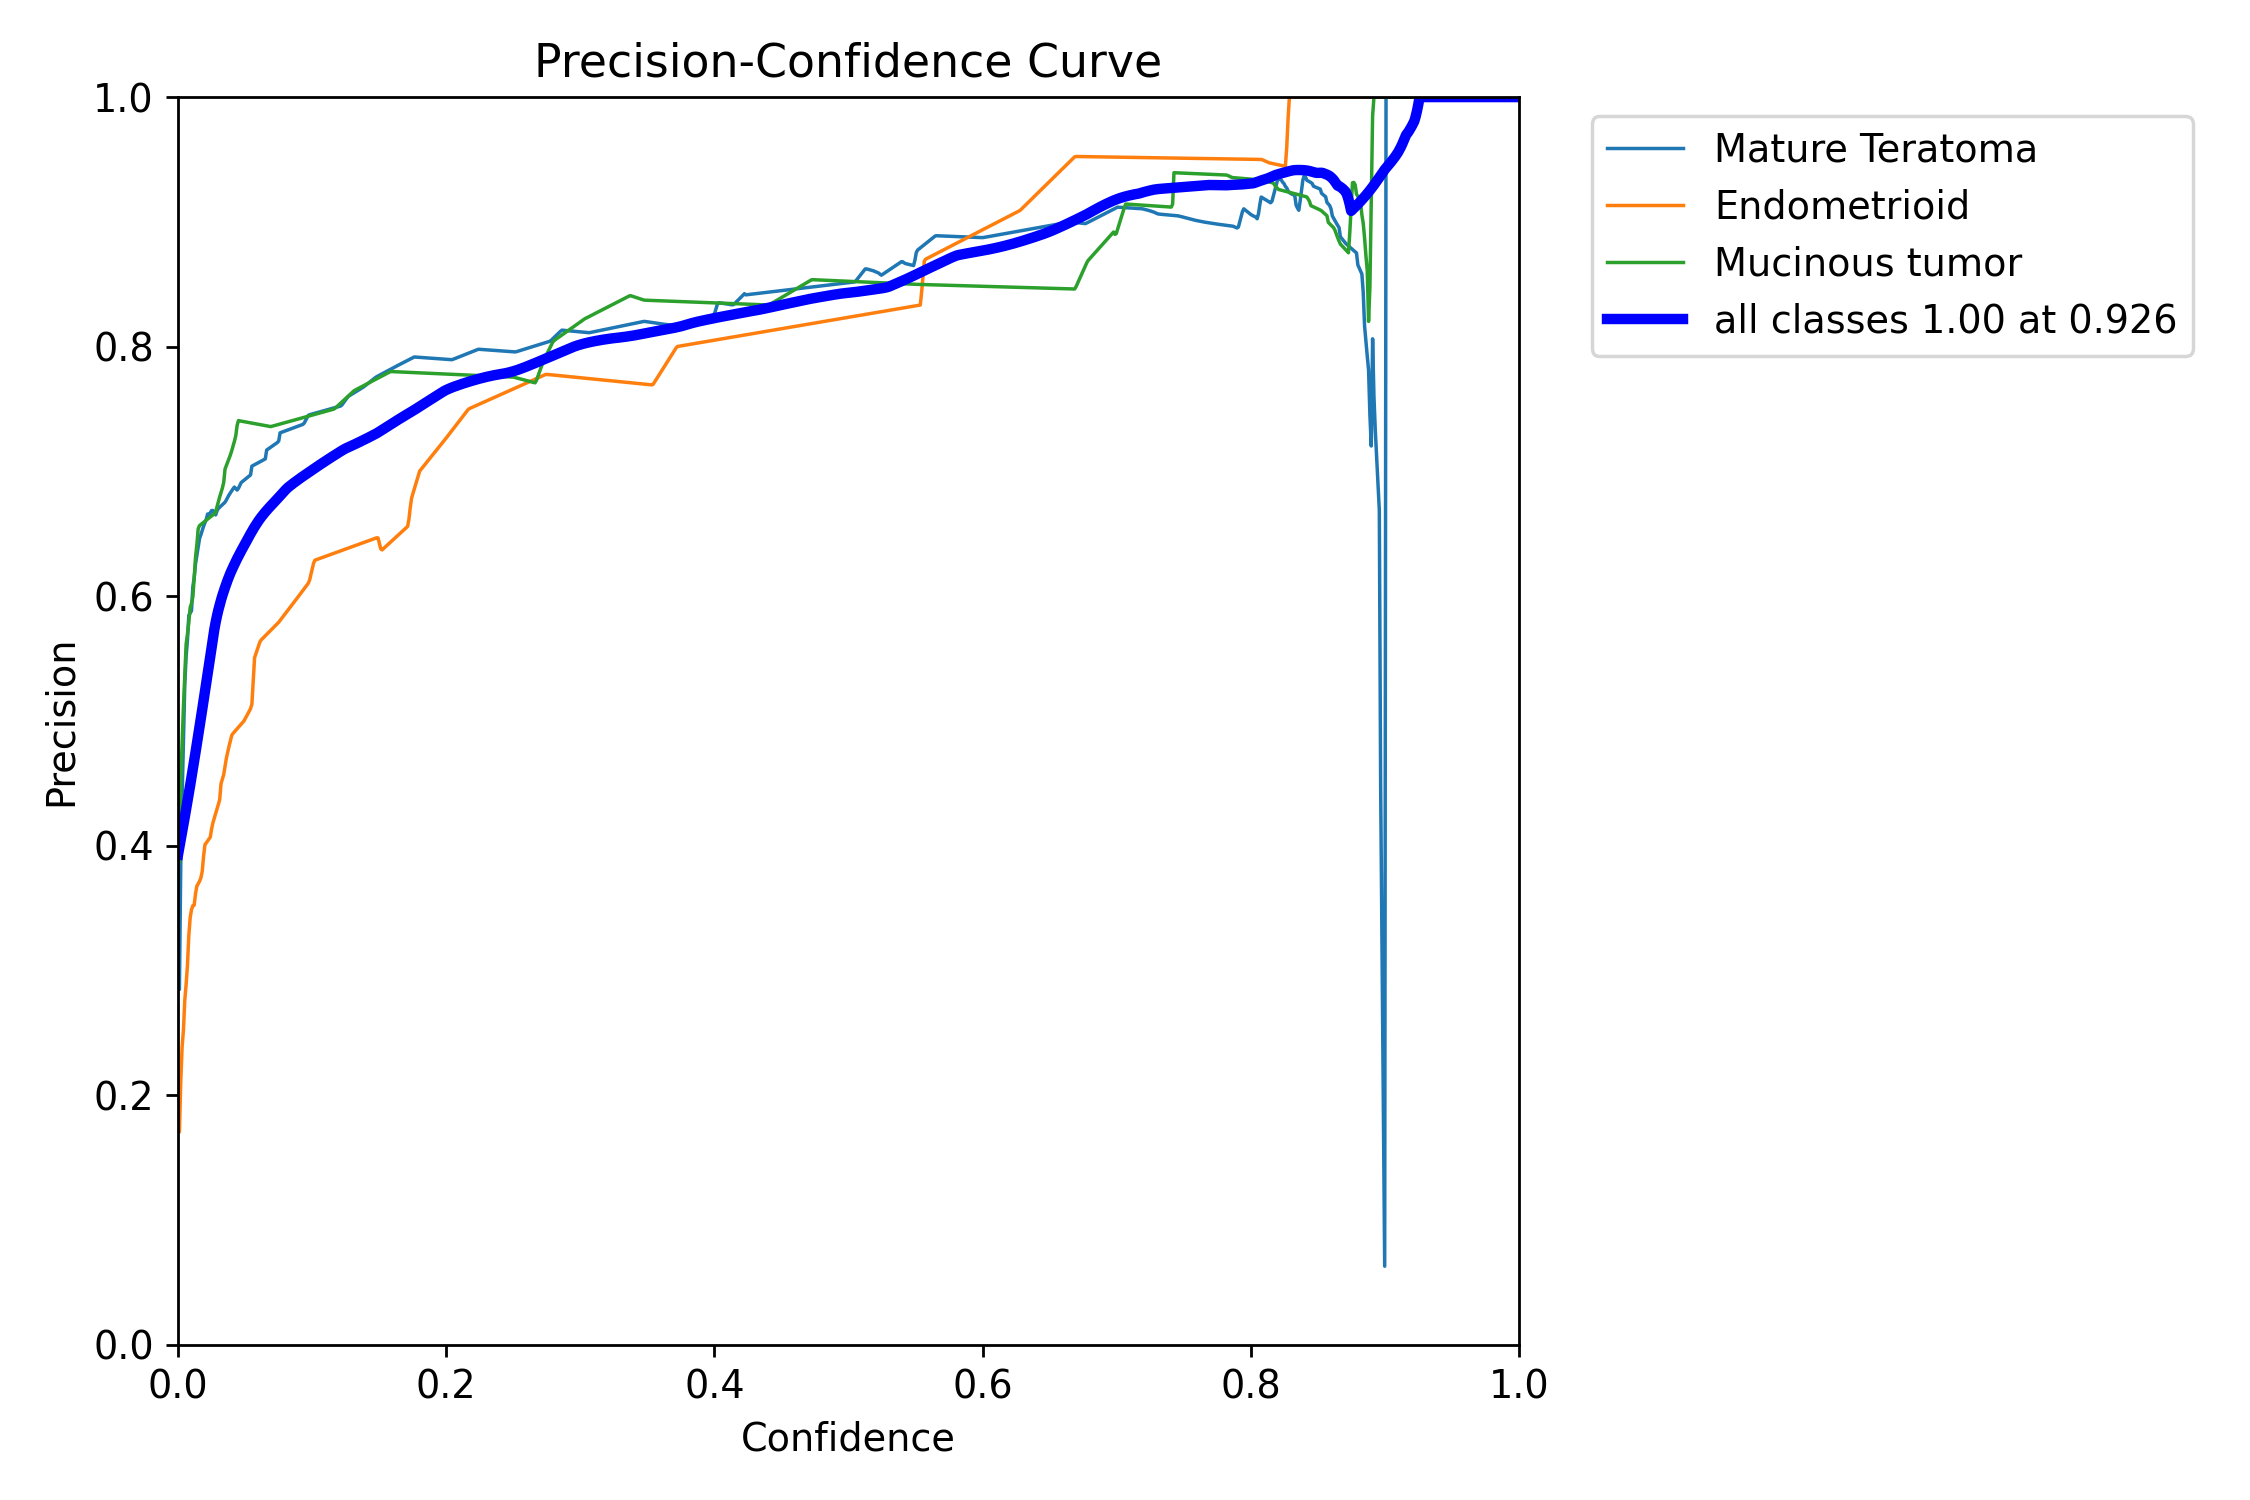 Precision-Confidence Curve
1.0
0.8
0.6
0.4
0.2
0.0
Precision
0.0 0.2 0.4 0.6 0.8 1.0
Confidence
Mature Teratoma
Endometrioid
Mucinous tumor
all classes 1.00 at 0.926